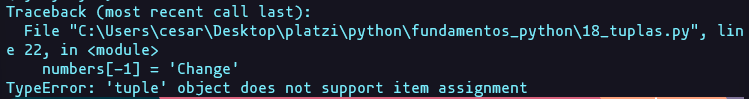 Traceback (most recent call last):
  File "C:\Users\cesar\Desktop\platzi\python\fundamentos_python\18_tuplas.py", lin
e 22, in <module>
    numbers[-1] = 'Change'
TypeError: 'tuple' object does not support item assignment